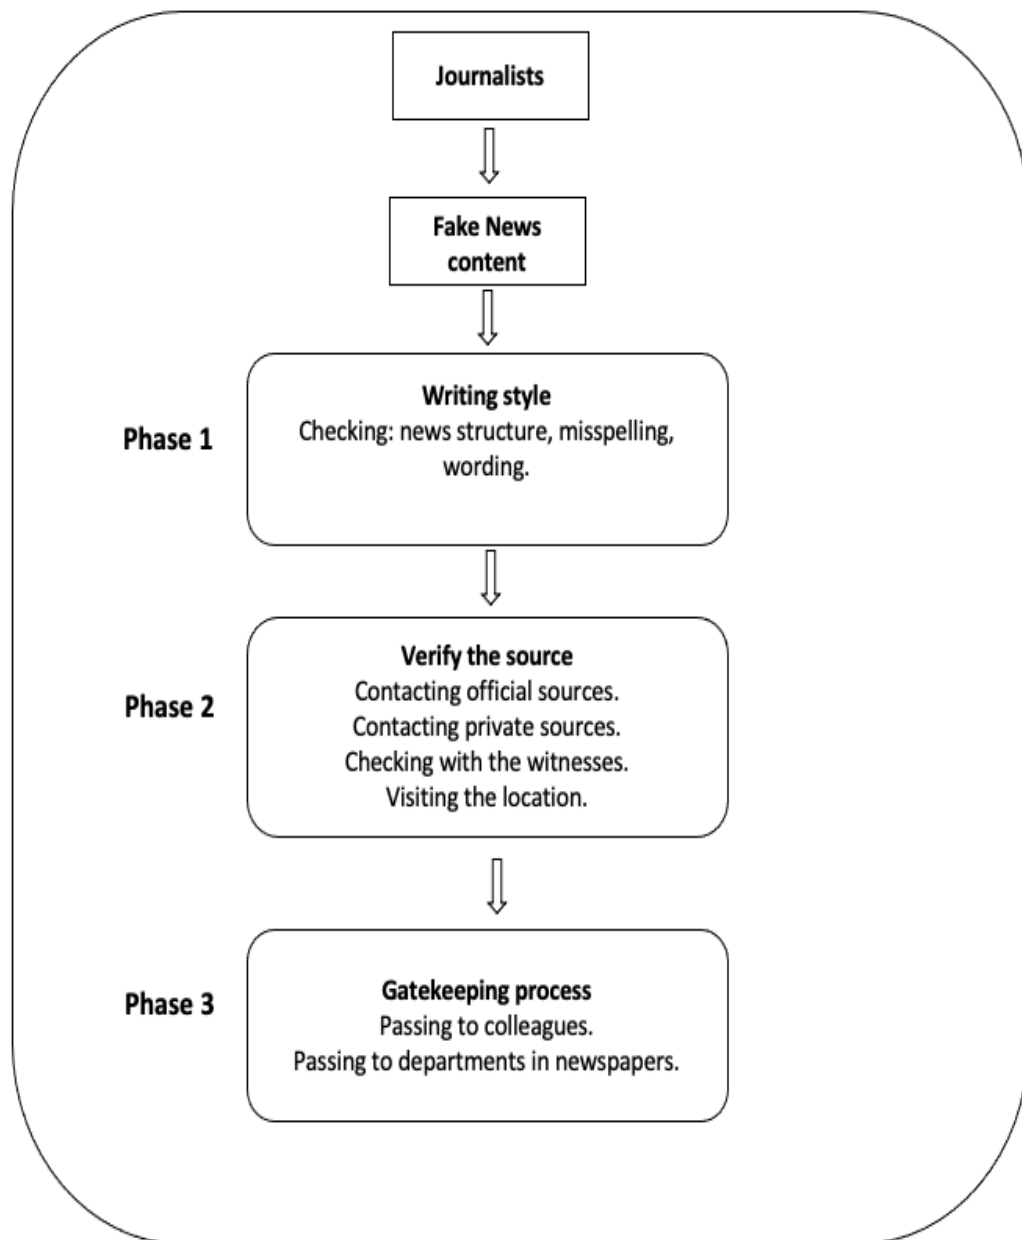 Journalists
Fake News
content
Phase 1
Writing style
Checking: news structure, misspelling,
wording.
Phase 2
Verify the source
Contacting official sources.
Contacting private sources.
Checking with the witnesses.
Visiting the location.
Phase 3
Gatekeeping process
Passing to colleagues.
Passing to departments in newspapers.